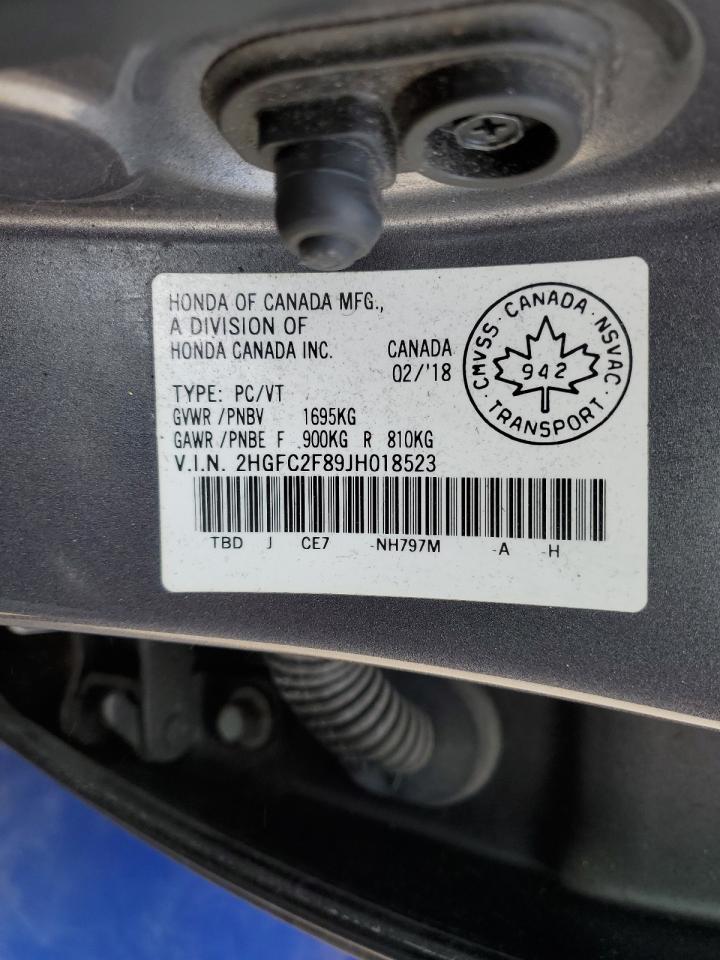 HONDA OF CANADA MFG.,
A DIVISION OF
HONDA CANADA INC. CANADA
02/'18
TYPE: PC/VT
GVWR /PNBV 1695KG
GAWR /PNBE F 900KG R 810KG
V.I.N. 2HGFC2F89JH018523
TBD J CE7 -NH797M -A -H
CMVSS · CANADA · NSVAC · TRANSPORT ·
942